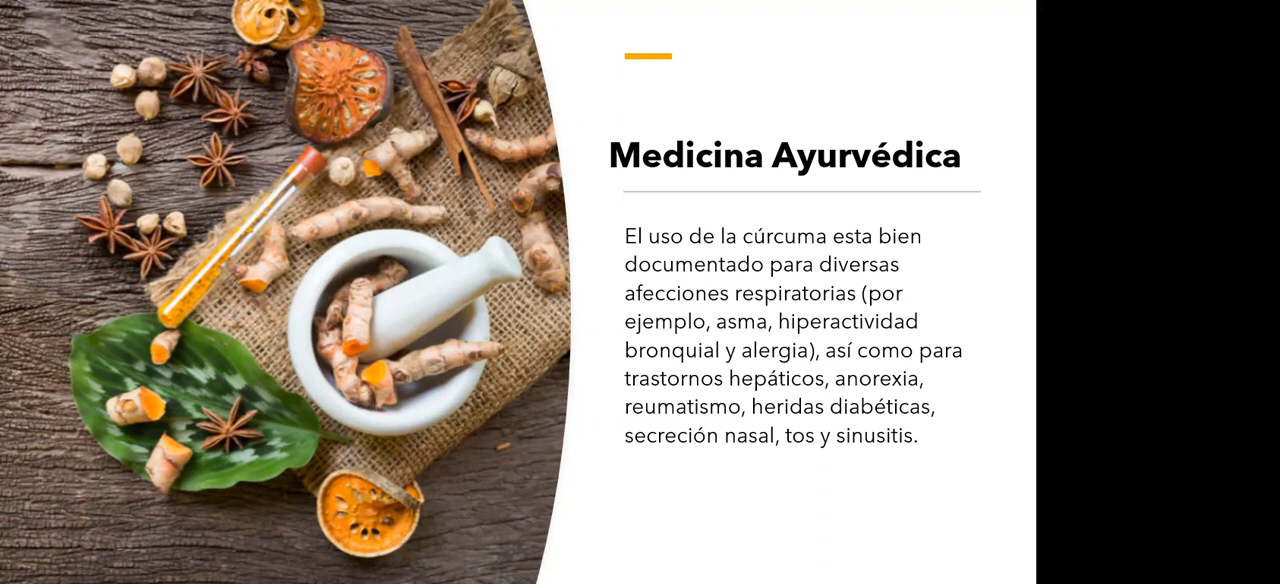 Medicina Ayurvédica
El uso de la cúrcuma esta bien
documentado para diversas
afecciones respiratorias (por
ejemplo, asma, hiperactividad
bronquial y alergia), así como para
trastornos hepáticos, anorexia,
reumatismo, heridas diabéticas,
secreción nasal, tos y sinusitis.